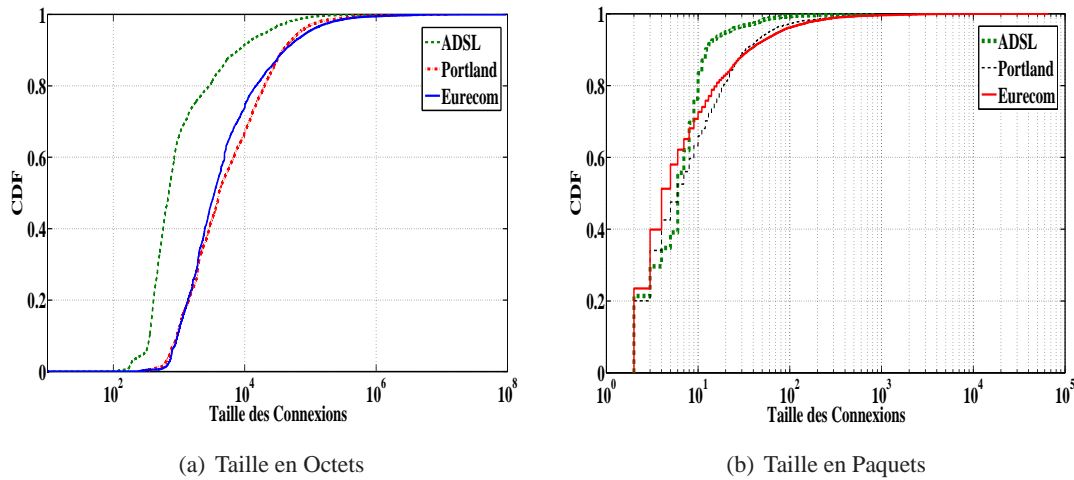 1
0.8
0.6
0.4
0.2
0
CDF
10^2
10^4
10^6
10^8
Taille des Connexions
ADSL
Portland
Eurecom
(a) Taille en Octets
1
0.8
0.6
0.4
0.2
0
CDF
10^0
10^1
10^2
10^3
10^4
10^5
Taille des Connexions
ADSL
Portland
Eurecom
(b) Taille en Paquets